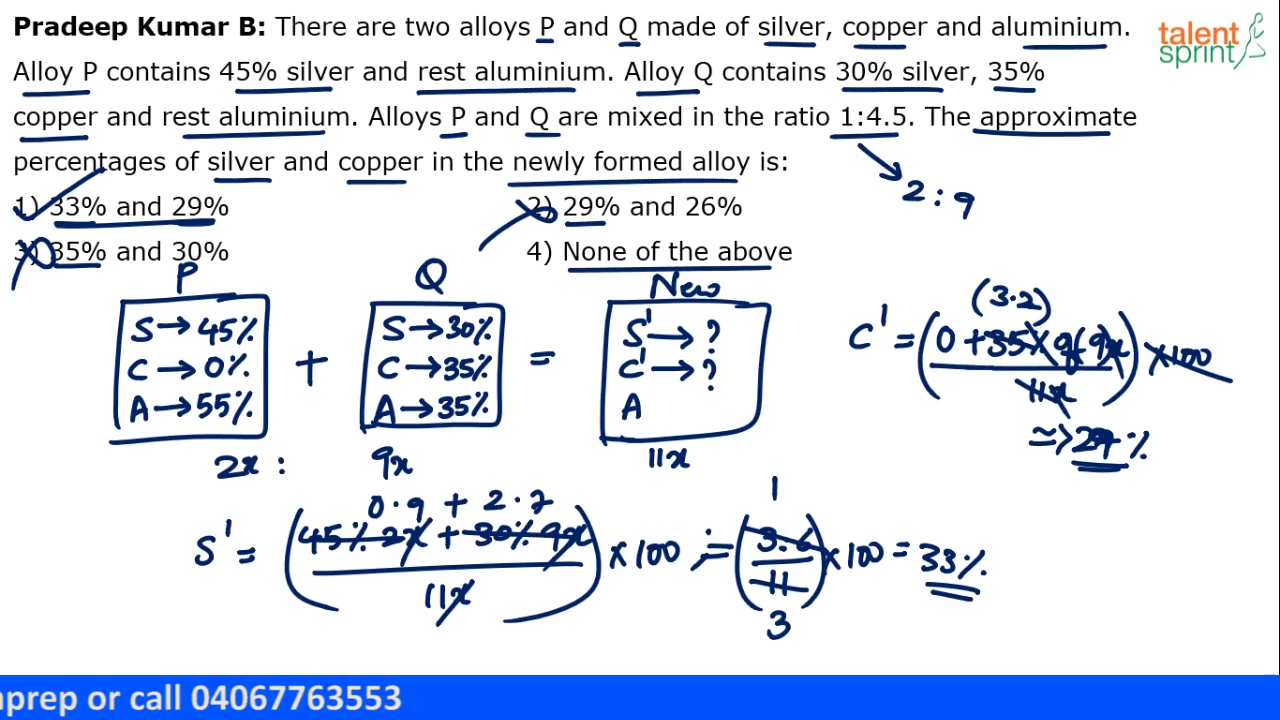 Pradeep Kumar B: There are two alloys P and Q made of silver, copper and aluminium.
talent
sprint
Alloy P contains 45% silver and rest aluminium. Alloy Q contains 30% silver, 35%
copper and rest aluminium. Alloys P and Q are mixed in the ratio 1:4.5. The approximate
percentages of silver and copper in the newly formed alloy is:
2 : 9
1) 33% and 29%
2) 29% and 26%
3) 35% and 30%
4) None of the above
P
S → 45%
C → 0%
A → 55%
2x :
+
Q
S → 30%
C → 35%
A → 35%
9x
=
New
S' → ?
C' → ?
A
11x
(3.2)
C' = (0 + 35% 9(9x) × 100
11x
≃> 29%
0.9 + 2.7
S' = (45% 2x + 30% 9x) × 100 ≒ (3.6) × 100 = 33%
11x
1
11
3
prep or call 04067763553